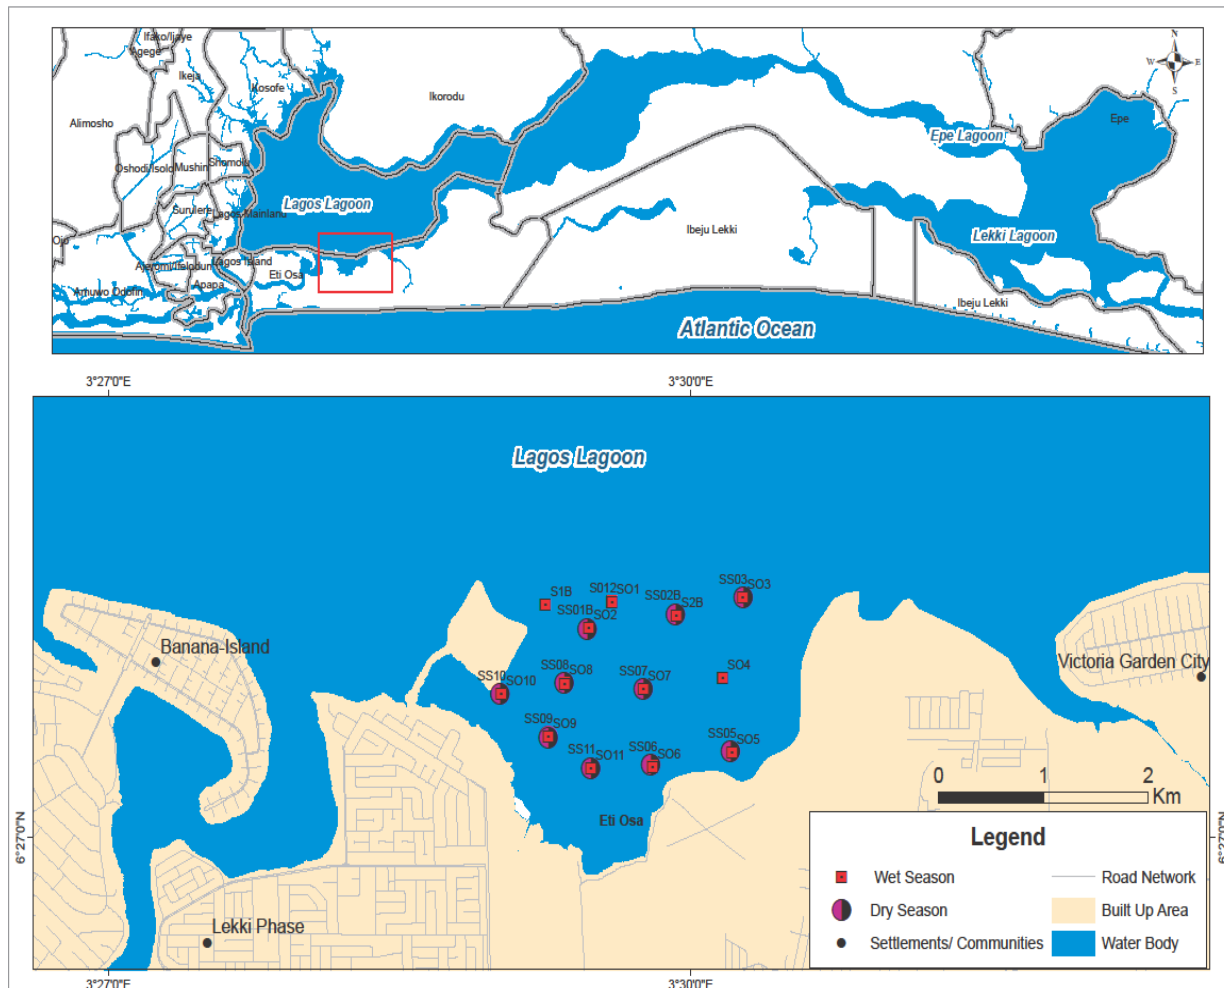 Ifako/Ijaye
Agege
Ikeja
Kosofe
Ikorodu
Alimosho
Oshodi/Isolo
Mushin
Shomolu
Surulere
Lagos Mainland
Lagos Lagoon
Epe Lagoon
Epe
Ojo
Ajeromi/Ifelodun
Lagos Island
Eti Osa
Apapa
Amuwo Odofin
Ibeju Lekki
Lekki Lagoon
Ibeju Lekki
Atlantic Ocean
N
W
E
S
3°27'0"E
3°30'0"E
Lagos Lagoon
S1B
S012
SO1
SS02B
S2B
SS03
SO3
SS01B
SO2
SS10
SO10
SS08
SO8
SS07
SO7
SO4
SS09
SO9
SS11
SO11
SS06
SO6
SS05
SO5
Banana-Island
Victoria Garden City
Lekki Phase
Eti Osa
0 1 2
Km
6°27'0"N
6°27'0"N
Legend
Wet Season
Dry Season
Settlements/ Communities
Road Network
Built Up Area
Water Body
3°27'0"E
3°30'0"E